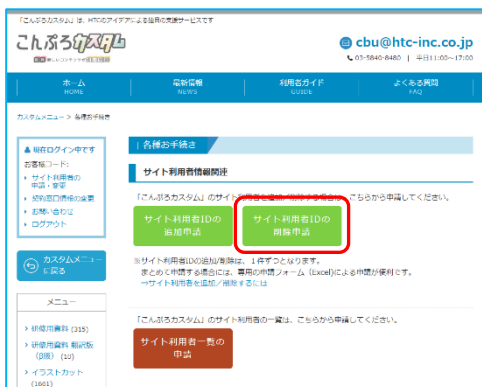 「こんぷろカスタム」は、HTCのアイデアによる独自の支援サービスです
こんぷろカスタム
cbu@htc-inc.co.jp
03-5840-8480 | 平日11:00~17:00
ホーム
HOME
最新情報
NEWS
利用者ガイド
GUIDE
よくある質問
FAQ
カスタムメニュー > 各種お手続き
現在ログイン中です
お客様コード:
サイト利用者の
申請・変更
契約窓口情報の変更
お問い合わせ
ログアウト
カスタムメニュー
に戻る
メニュー
研修用資料 (315)
研修用資料 翻訳版
(β版) (10)
イラストカット
(1661)
各種お手続き
サイト利用者情報関連
「こんぷろカスタム」のサイト利用者を追加/削除する場合は、こちらから申請してください。
サイト利用者IDの
追加申請
サイト利用者IDの
削除申請
※サイト利用者IDの追加/削除は、1件ずつとなります。
まとめて申請する場合には、専用の申請フォーム(Excel)による申請が便利です。
→サイト利用者を追加/削除するには
「こんぷろカスタム」のサイト利用者の一覧は、こちらから申請してください。
サイト利用者一覧の
申請